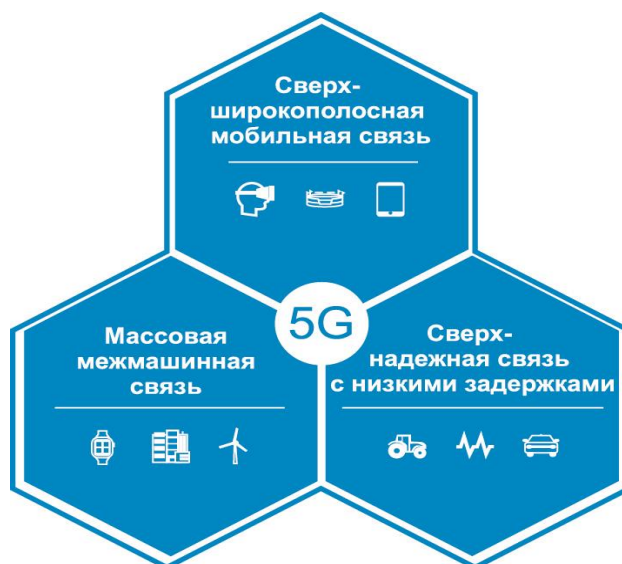 Сверх-
широкополосная
мобильная связь
5G
Массовая
межмашинная
связь
Сверх-
надежная связь
с низкими задержками